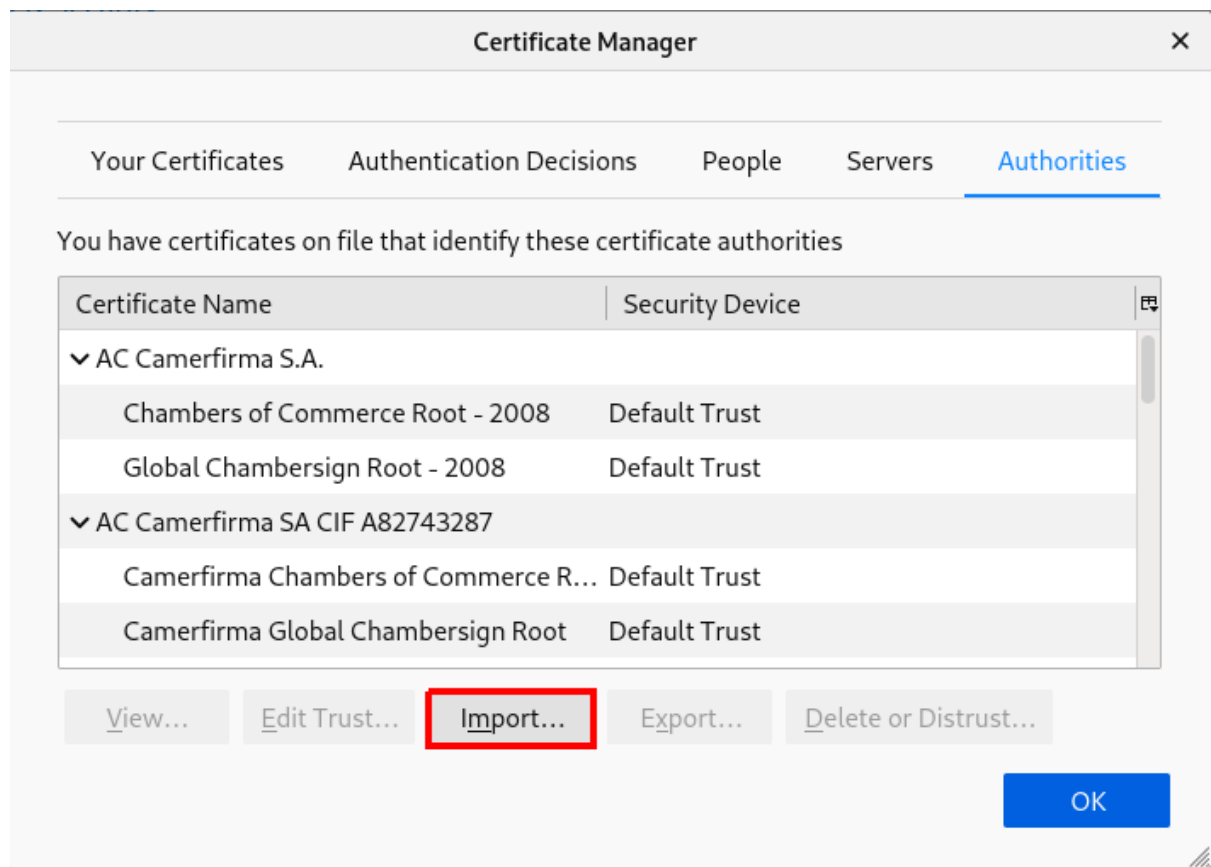 Certificate Manager
Your Certificates Authentication Decisions People Servers Authorities
You have certificates on file that identify these certificate authorities
Certificate Name Security Device
AC Camerfirma S.A.
Chambers of Commerce Root - 2008 Default Trust
Global Chambersign Root - 2008 Default Trust
AC Camerfirma SA CIF A82743287
Camerfirma Chambers of Commerce R... Default Trust
Camerfirma Global Chambersign Root Default Trust
View... Edit Trust... Import... Export... Delete or Distrust...
OK